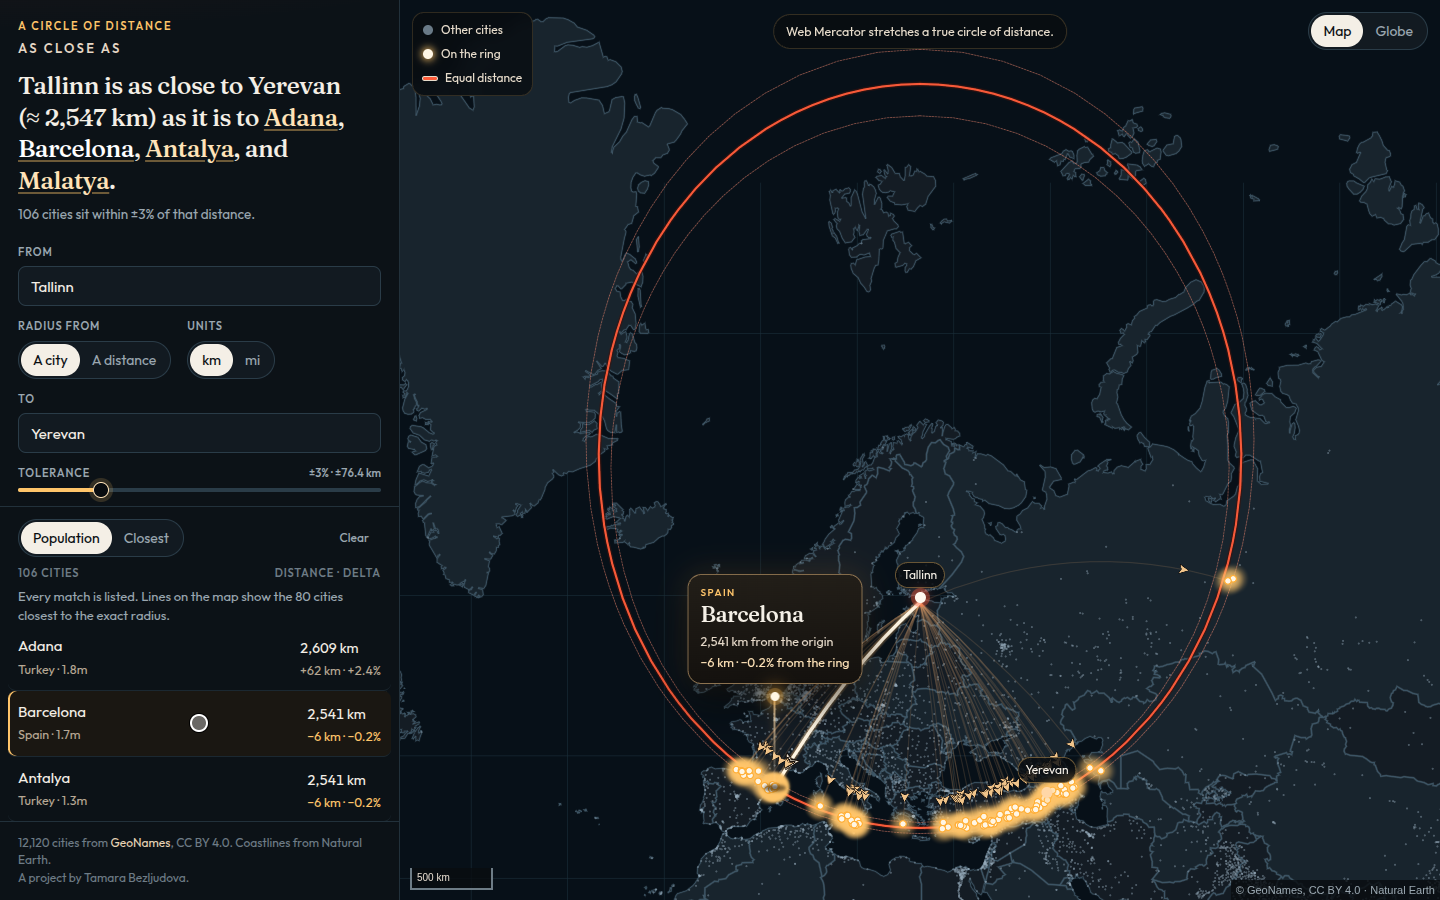 A CIRCLE OF DISTANCE
AS CLOSE AS
Tallinn is as close to Yerevan
(≈ 2,547 km) as it is to Adana,
Barcelona, Antalya, and
Malatya.
106 cities sit within ±3% of that distance.
FROM
Tallinn
RADIUS FROM
UNITS
A city
A distance
km
mi
TO
Yerevan
TOLERANCE
±3% · ±76.4 km
Population
Closest
Clear
106 CITIES
DISTANCE · DELTA
Every match is listed. Lines on the map show the 80 cities
closest to the exact radius.
Adana
2,609 km
Turkey · 1.8m
+62 km · +2.4%
Barcelona
2,541 km
Spain · 1.7m
−6 km · −0.2%
Antalya
2,541 km
Turkey · 1.3m
−6 km · −0.2%
12,120 cities from GeoNames, CC BY 4.0. Coastlines from Natural
Earth.
A project by Tamara Bezljudova.
Other cities
On the ring
Equal distance
Web Mercator stretches a true circle of distance.
Map
Globe
Tallinn
SPAIN
Barcelona
2,541 km from the origin
−6 km · −0.2% from the ring
Yerevan
500 km
© GeoNames, CC BY 4.0 · Natural Earth